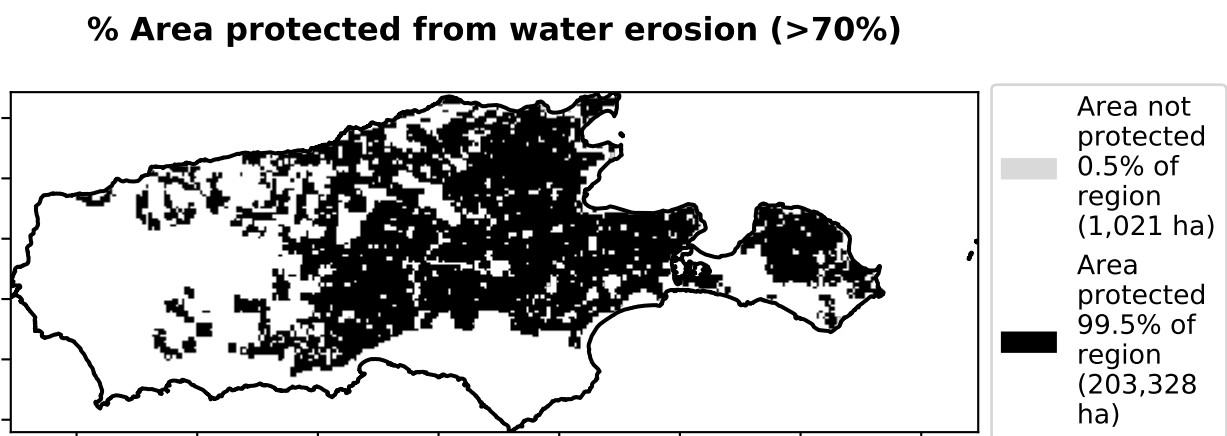 % Area protected from water erosion (>70%)
Area not
protected
0.5% of
region
(1,021 ha)
Area
protected
99.5% of
region
(203,328
ha)